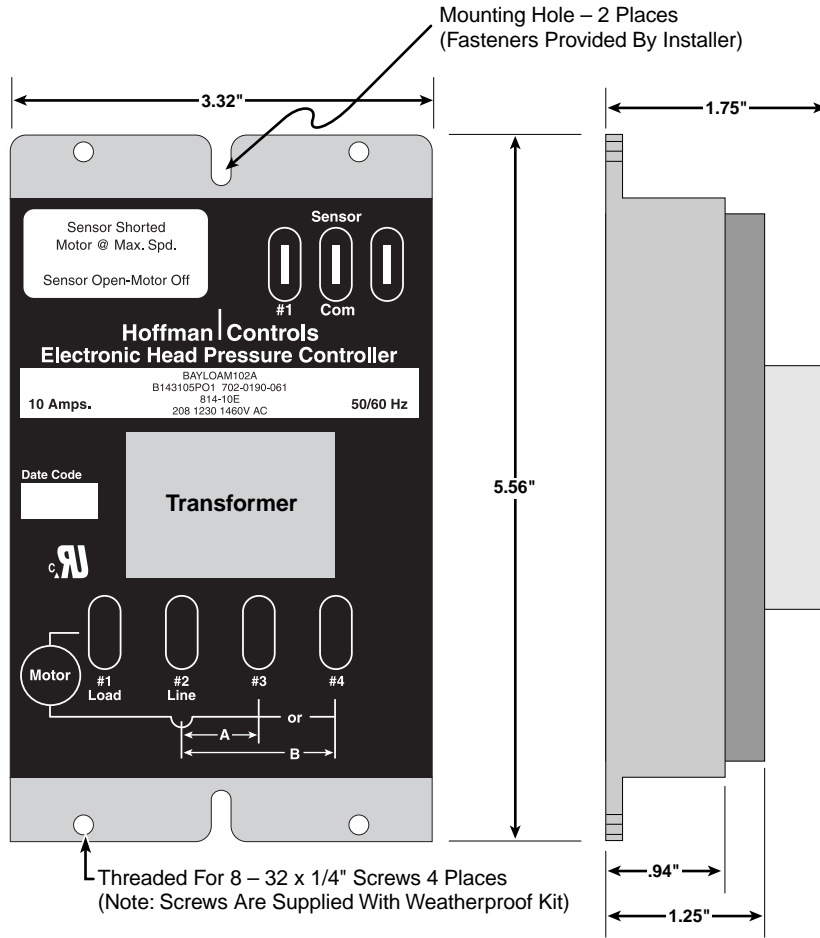 Mounting Hole – 2 Places
(Fasteners Provided By Installer)
3.32"
1.75"
Sensor Shorted
Motor @ Max. Spd.
Sensor Open-Motor Off
Sensor
#1 Com
Hoffman Controls
Electronic Head Pressure Controller
BAYLOAM102A
B143105PO1 702-0190-061
814-10E
208 1230 1460V AC
10 Amps.
50/60 Hz
Date Code
Transformer
5.56"
c RU
Motor
#1 Load
#2 Line
#3
#4
or
A
B
.94"
1.25"
Threaded For 8 – 32 x 1/4" Screws 4 Places
(Note: Screws Are Supplied With Weatherproof Kit)